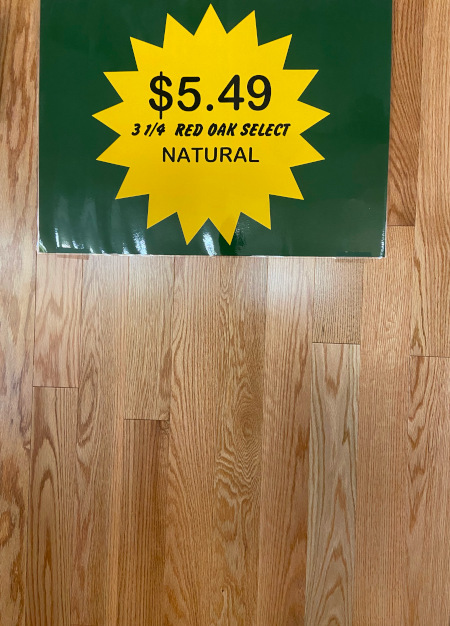 $5.49
3 1/4 RED OAK SELECT
NATURAL